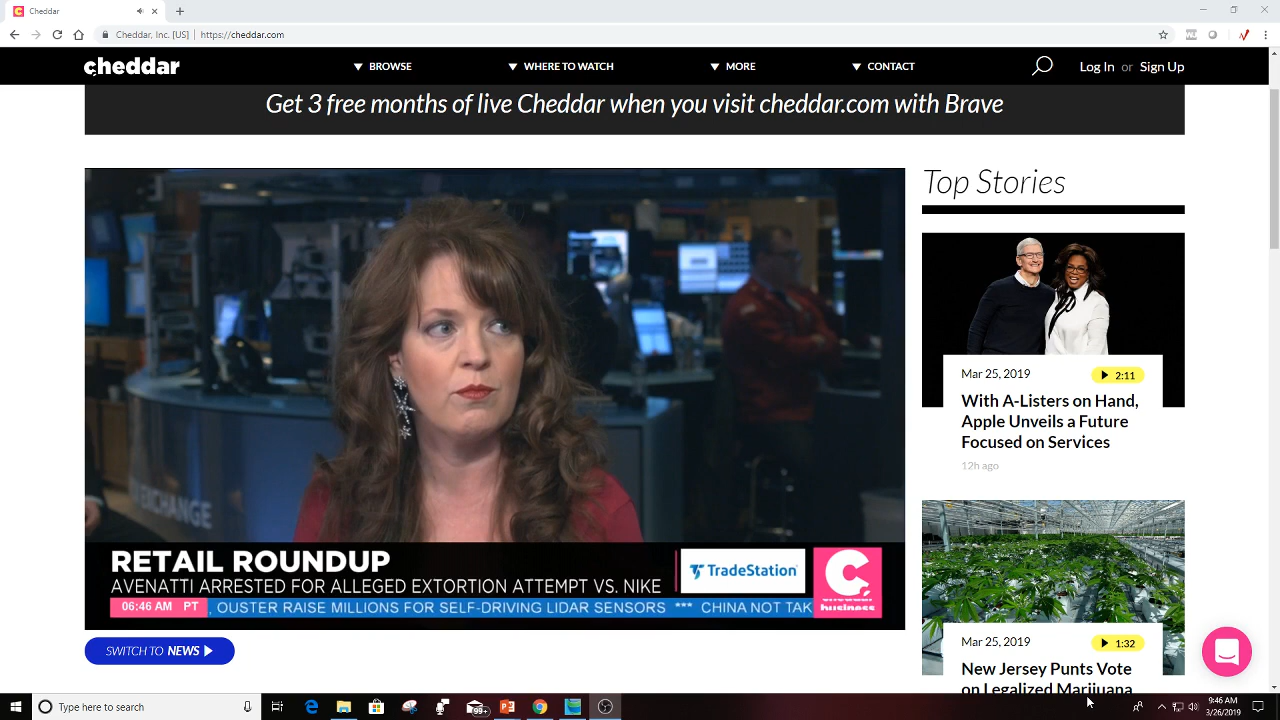 Cheddar
Cheddar, Inc. [US] | https://cheddar.com
cheddar
BROWSE
WHERE TO WATCH
MORE
CONTACT
Log In or Sign Up
Get 3 free months of live Cheddar when you visit cheddar.com with Brave
Top Stories
EXCHANGE
RETAIL ROUNDUP
AVENATTI ARRESTED FOR ALLEGED EXTORTION ATTEMPT VS. NIKE
06:46 AM PT
, OUSTER RAISE MILLIONS FOR SELF-DRIVING LIDAR SENSORS *** CHINA NOT TAK
TradeStation
business
SWITCH TO NEWS
Mar 25, 2019
2:11
With A-Listers on Hand,
Apple Unveils a Future
Focused on Services
12h ago
Mar 25, 2019
1:32
New Jersey Punts Vote
on Legalized Marijuana
Type here to search
99+
9:46 AM
3/26/2019